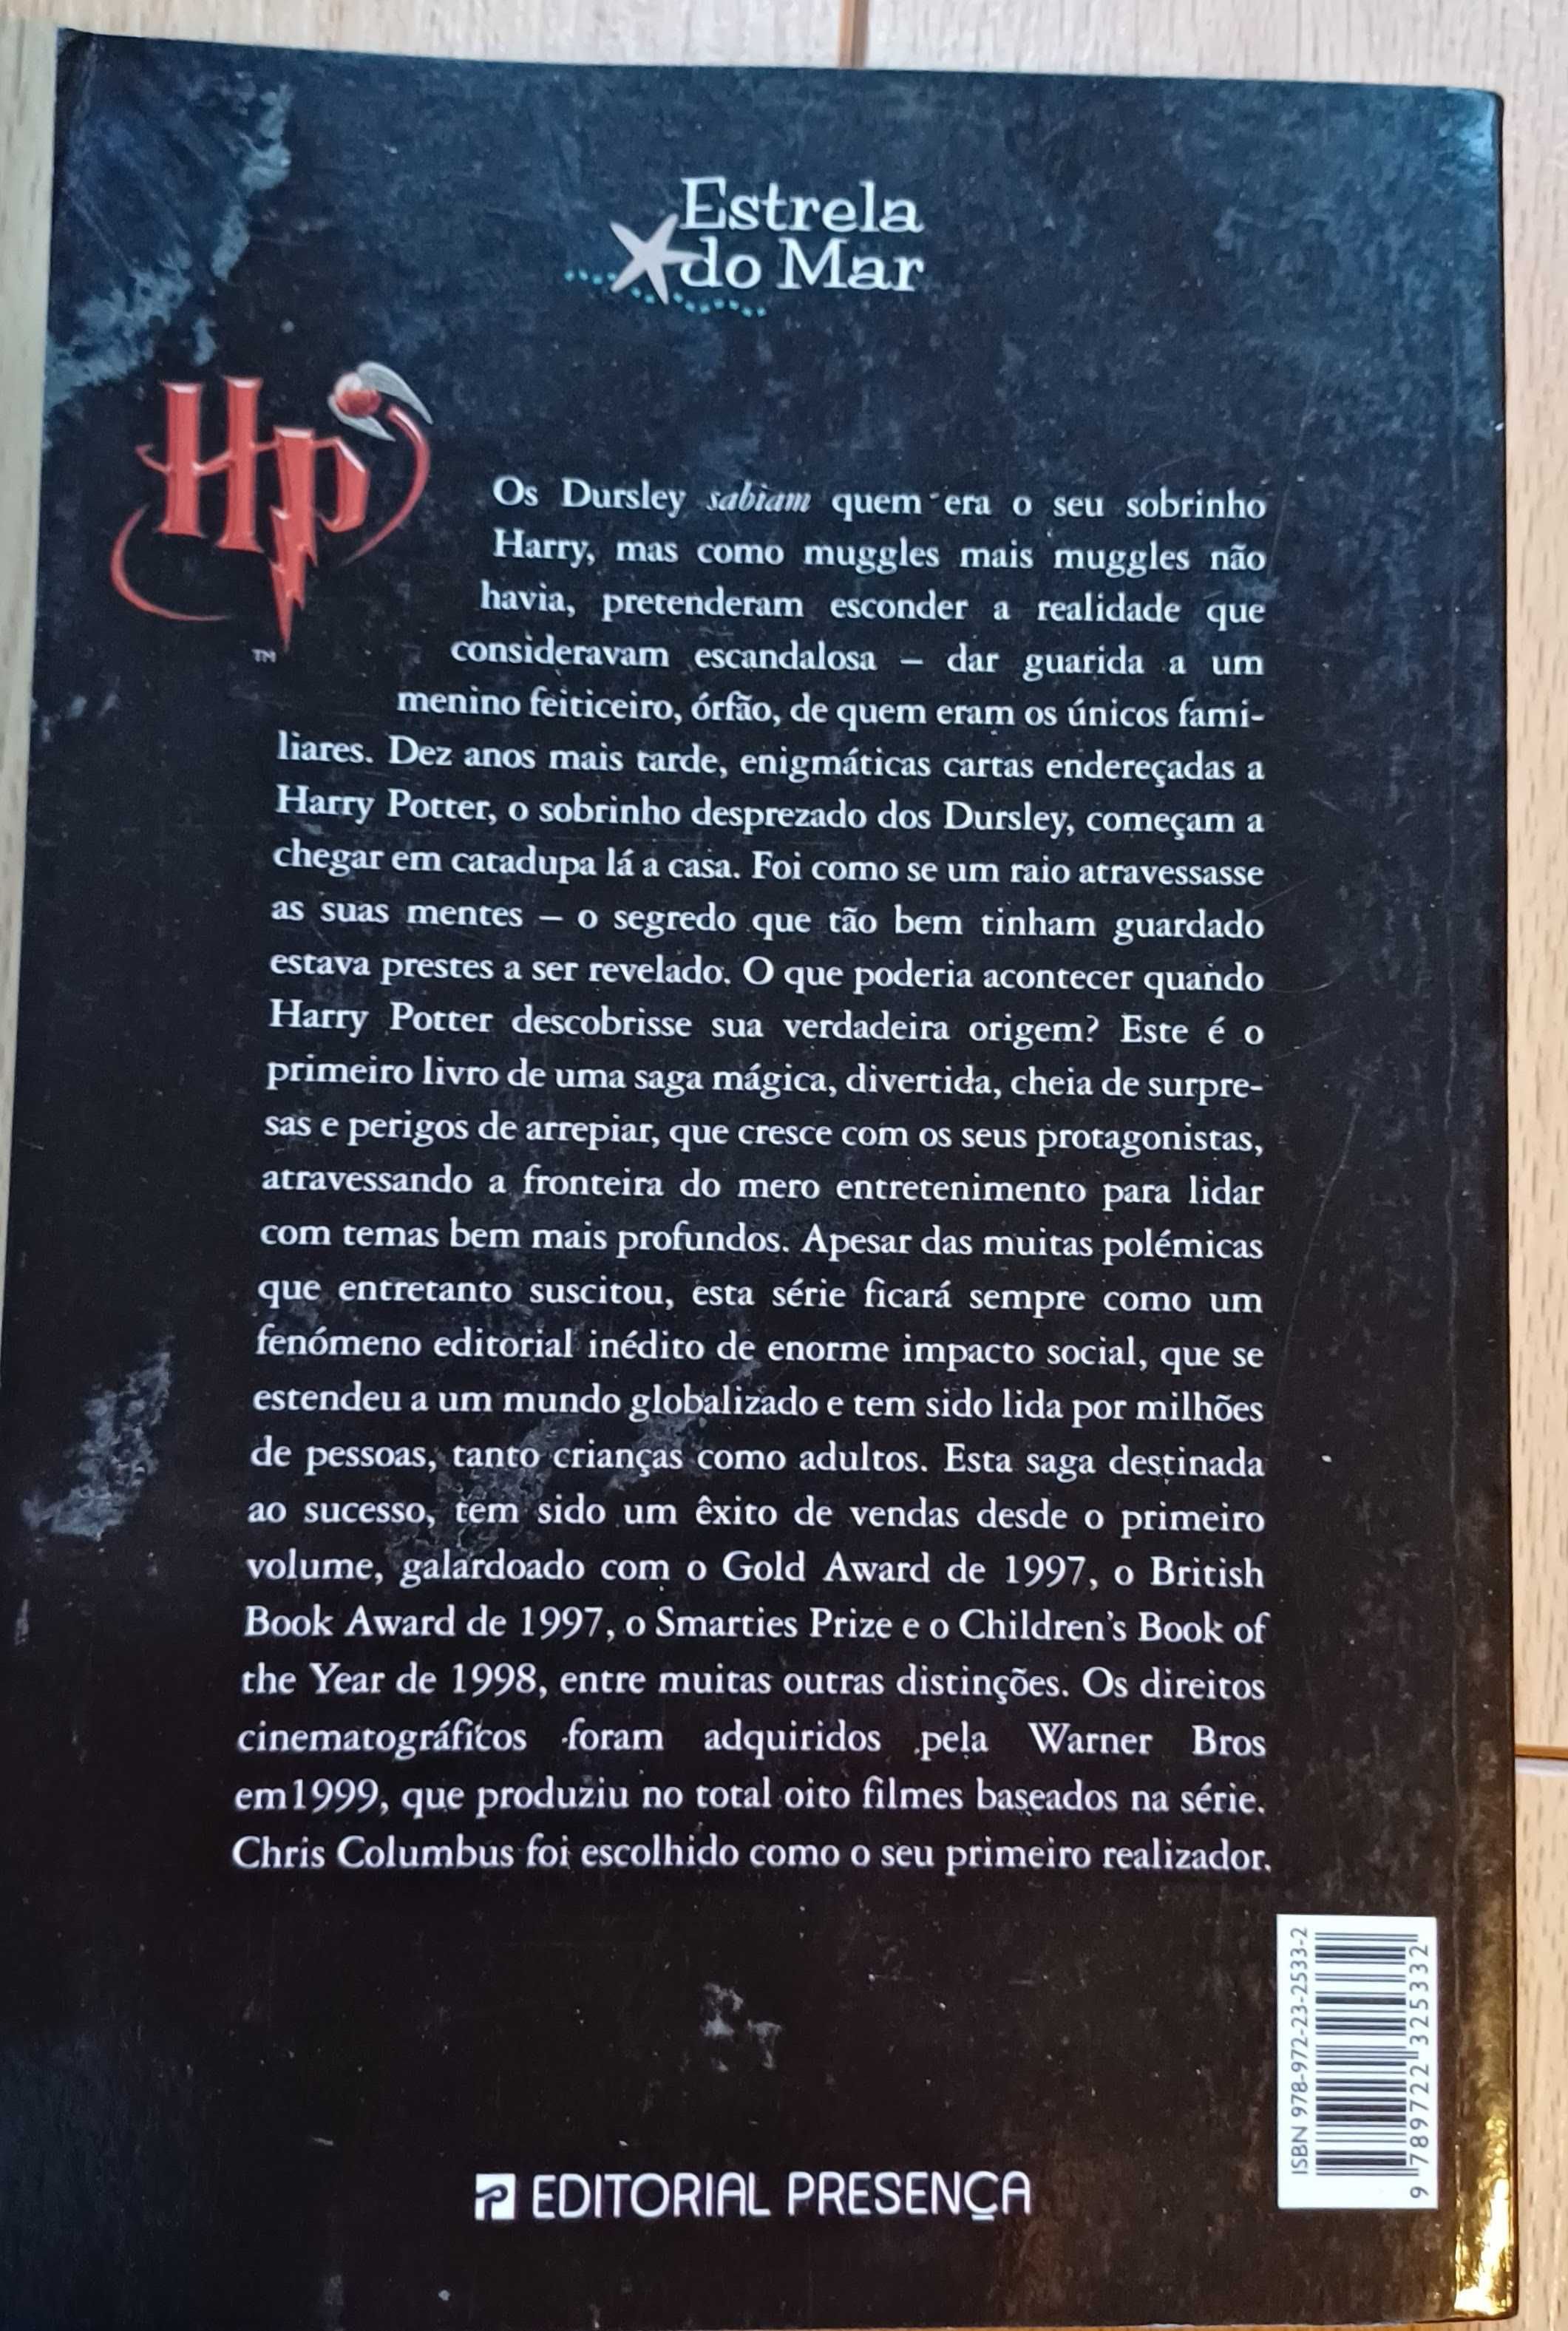 Estrela
do Mar
HP
TM
Os Dursley sabiam quem era o seu sobrinho
Harry, mas como muggles mais muggles não
havia, pretenderam esconder a realidade que
consideravam escandalosa – dar guarida a um
menino feiticeiro, órfão, de quem eram os únicos fami-
liares. Dez anos mais tarde, enigmáticas cartas endereçadas a
Harry Potter, o sobrinho desprezado dos Dursley, começam a
chegar em catadupa lá a casa. Foi como se um raio atravessasse
as suas mentes – o segredo que tão bem tinham guardado
estava prestes a ser revelado. O que poderia acontecer quando
Harry Potter descobrisse sua verdadeira origem? Este é o
primeiro livro de uma saga mágica, divertida, cheia de surpre-
sas e perigos de arrepiar, que cresce com os seus protagonistas,
atravessando a fronteira do mero entretenimento para lidar
com temas bem mais profundos. Apesar das muitas polémicas
que entretanto suscitou, esta série ficará sempre como um
fenómeno editorial inédito de enorme impacto social, que se
estendeu a um mundo globalizado e tem sido lida por milhões
de pessoas, tanto crianças como adultos. Esta saga destinada
ao sucesso, tem sido um êxito de vendas desde o primeiro
volume, galardoado com o Gold Award de 1997, o British
Book Award de 1997, o Smarties Prize e o Children's Book of
the Year de 1998, entre muitas outras distinções. Os direitos
cinematográficos foram adquiridos pela Warner Bros
em1999, que produziu no total oito filmes baseados na série.
Chris Columbus foi escolhido como o seu primeiro realizador.
ISBN 978-972-23-2533-2
9 789722 325332
EDITORIAL PRESENÇA